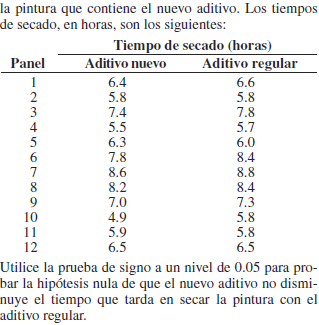 la pintura que contiene el nuevo aditivo. Los tiempos
de secado, en horas, son los siguientes:
Tiempo de secado (horas)
Panel Aditivo nuevo Aditivo regular
1 6.4 6.6
2 5.8 5.8
3 7.4 7.8
4 5.5 5.7
5 6.3 6.0
6 7.8 8.4
7 8.6 8.8
8 8.2 8.4
9 7.0 7.3
10 4.9 5.8
11 5.9 5.8
12 6.5 6.5
Utilice la prueba de signo a un nivel de 0.05 para pro-
bar la hipótesis nula de que el nuevo aditivo no dismi-
nuye el tiempo que tarda en secar la pintura con el
aditivo regular.